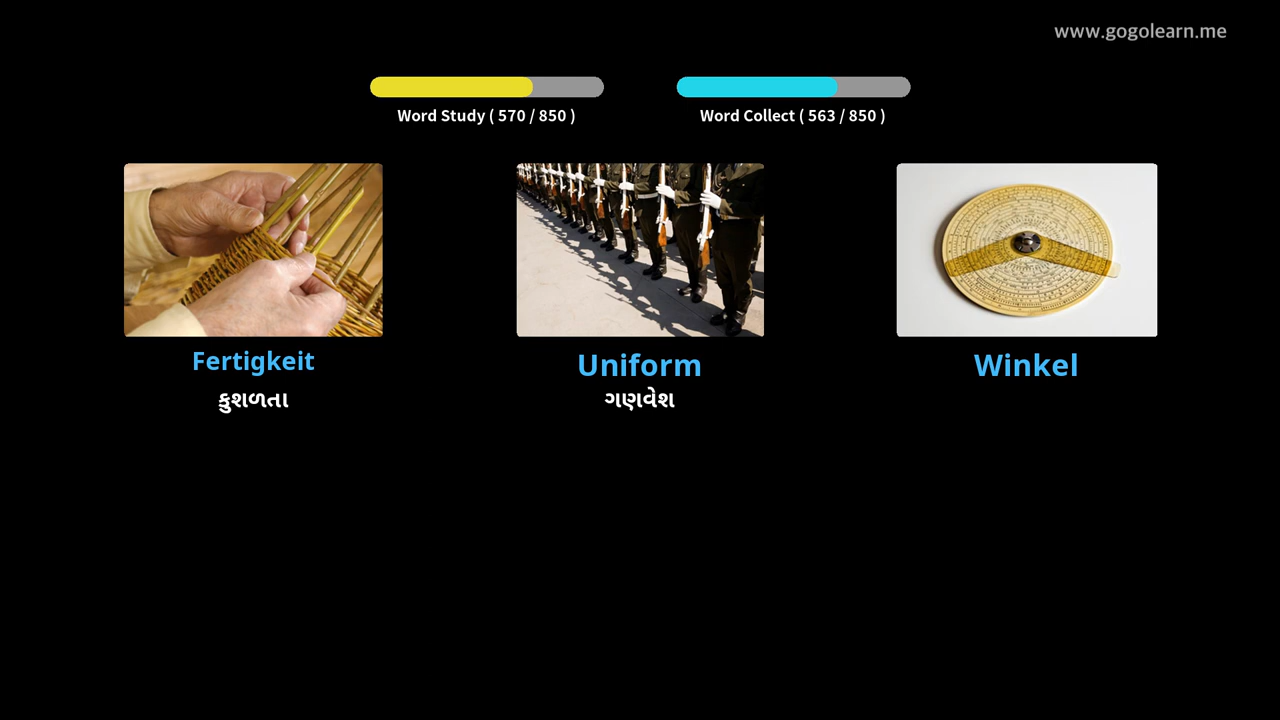 www.gogolearn.me
Word Study ( 570 / 850 )
Word Collect ( 563 / 850 )
Fertigkeit
Uniform
Winkel
કુશળતા
ગણવેશ